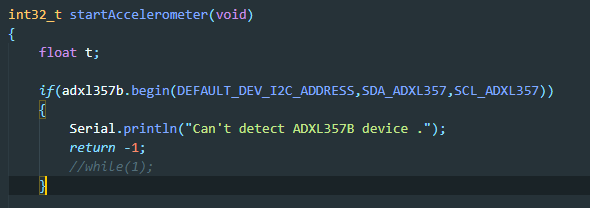 int32_t startAccelerometer(void)
{
    float t;

    if(adxl357b.begin(DEFAULT_DEV_I2C_ADDRESS,SDA_ADXL357,SCL_ADXL357))
    {
        Serial.println("Can't detect ADXL357B device .");
        return -1;
        //while(1);
    }